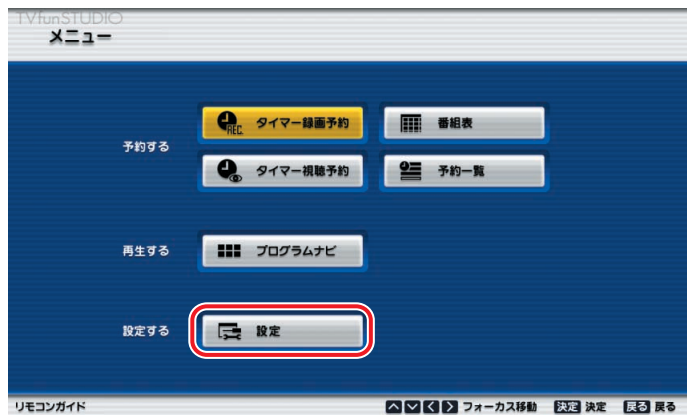 TVfunSTUDIO
メニュー
予約する
REC タイマー録画予約
番組表
タイマー視聴予約
予約一覧
再生する
プログラムナビ
設定する
設定
リモコンガイド
フォーカス移動 決定 決定 戻る 戻る